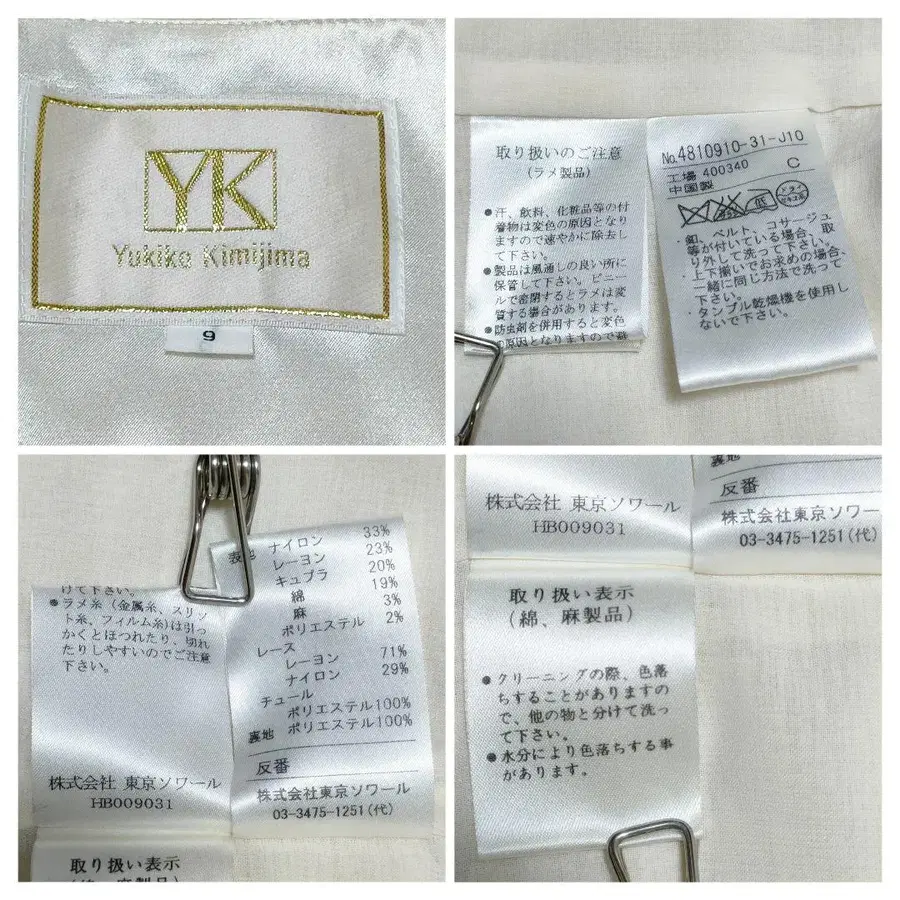 YK
Yukiko Kimijima
9
取り扱いのご注意
(ラメ製品)
●汗、飲料、化粧品等の付
着物は変色の原因となり
ますので速やかに除去し
て下さい。
●製品は風通しの良い所に
保管して下さい。ビニー
ルで密閉するとラメは変
質する場合があります。
●防虫剤を併用すると変色
の原因となりますので避
No.4810910-31-J10
工場 400340 C
中国製
低
ドライ
・釦、ベルト、コサージュ
等が付いている場合、取
り外して洗って下さい。
・上下揃いでお求めの場合、
一緒に同じ方法で洗って
下さい。
・タンブル乾燥機を使用し
ないで下さい。
けて下さい。
●ラメ糸(金属糸、スリッ
ト糸、フィルム糸)は引っ
かくとほつれたり、切れ
たりしやすいのでご注意
下さい。
株式会社 東京ソワール
HB009031
取り扱い表示
(綿、麻製品)
表地 ナイロン 33%
レーヨン 23%
キュプラ 20%
綿 19%
麻 3%
ポリエステル 2%
レース
レーヨン 71%
ナイロン 29%
チュール
ポリエステル100%
裏地 ポリエステル100%
反番
株式会社東京ソワール
03-3475-1251(代)
株式会社 東京ソワール
HB009031
取り扱い表示
(綿、麻製品)
●クリーニングの際、色落
ちすることがありますの
で、他の物と分けて洗っ
て下さい。
●水分により色落ちする事
があります。
裏地
反番
株式会社東京ソワール
03-3475-1251(代)